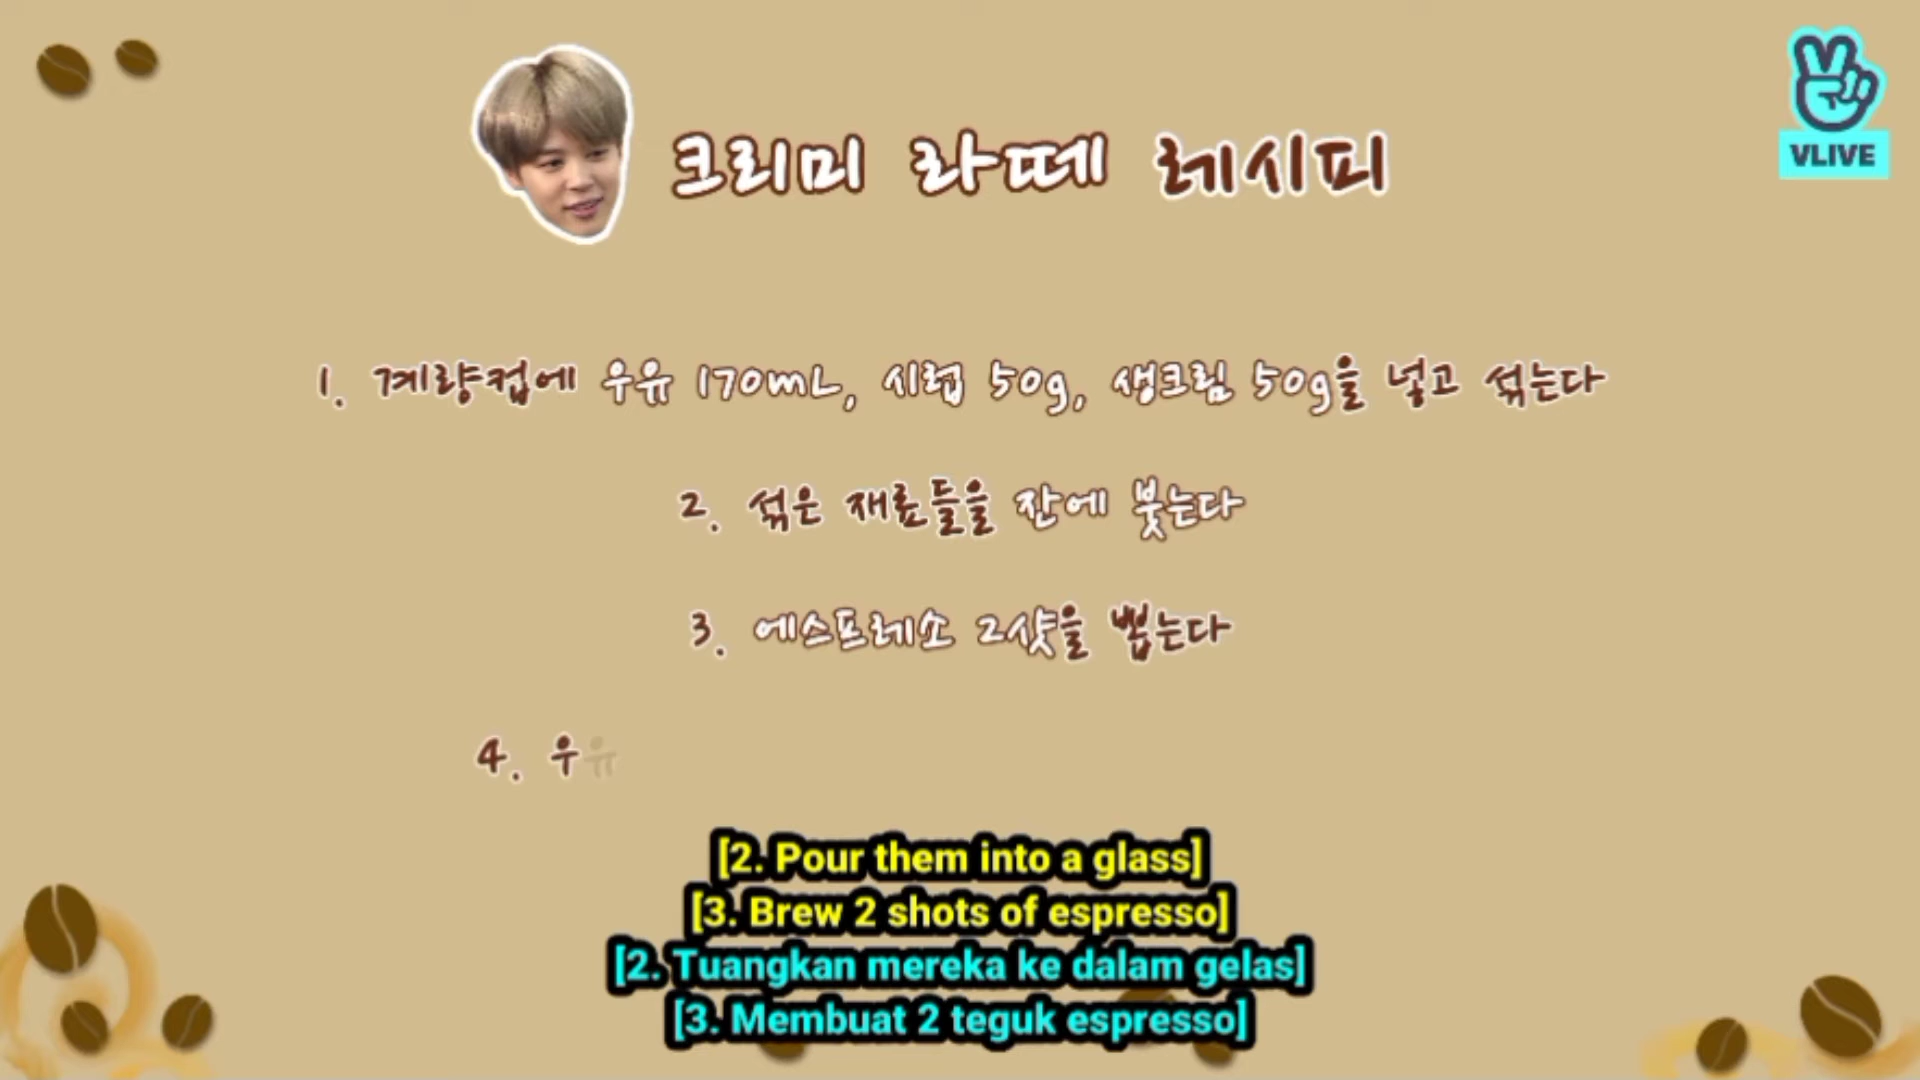 VLIVE
크리미 라떼 레시피
1. 계량컵에 우유 170mL, 시럽 50g, 생크림 50g을 넣고 섞는다
2. 섞은 재료들을 잔에 붓는다
3. 에스프레소 2샷을 뽑는다
4. 우유
[2. Pour them into a glass]
[3. Brew 2 shots of espresso]
[2. Tuangkan mereka ke dalam gelas]
[3. Membuat 2 teguk espresso]